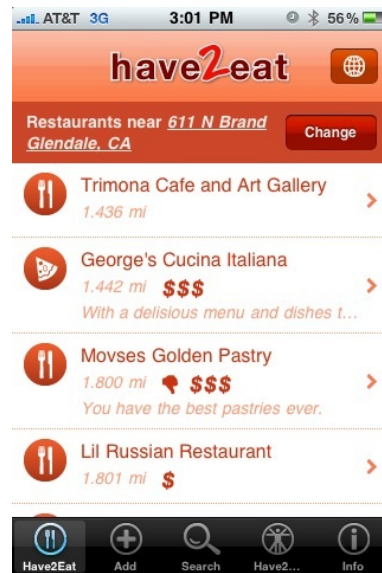 AT&T 3G 3:01 PM 56%
have2eat
Restaurants near 611 N Brand
Glendale, CA
Change
Trimona Cafe and Art Gallery
1.436 mi
George's Cucina Italiana
1.442 mi $$$
With a delisious menu and dishes t...
Movses Golden Pastry
1.800 mi $$$
You have the best pastries ever.
Lil Russian Restaurant
1.801 mi $
Have2Eat Add Search Have2... Info